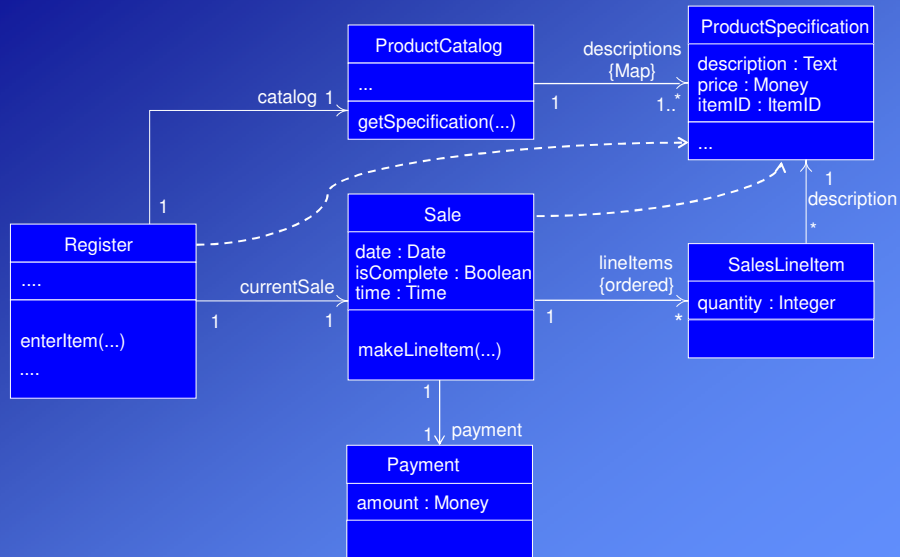 ProductCatalog
...
getSpecification(...)
descriptions
{Map}
1
1..*
ProductSpecification
description : Text
price : Money
itemID : ItemID
...
catalog 1
1
Register
....
enterItem(...)
....
currentSale
1
1
Sale
date : Date
isComplete : Boolean
time : Time
makeLineItem(...)
lineItems
{ordered}
1
*
1
description
*
SalesLineItem
quantity : Integer
1
1 payment
Payment
amount : Money